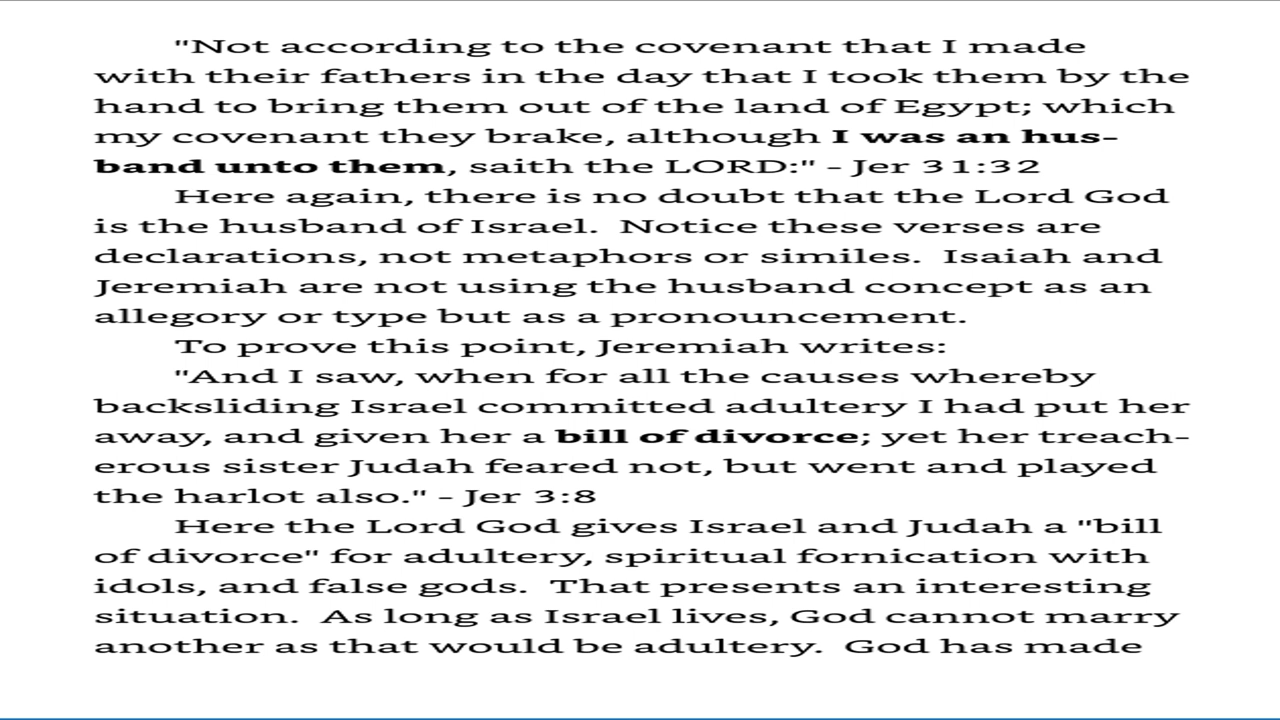 "Not according to the covenant that I made
with their fathers in the day that I took them by the
hand to bring them out of the land of Egypt; which
my covenant they brake, although I was an hus-
band unto them, saith the LORD:" - Jer 31:32
Here again, there is no doubt that the Lord God
is the husband of Israel.  Notice these verses are
declarations, not metaphors or similes.  Isaiah and
Jeremiah are not using the husband concept as an
allegory or type but as a pronouncement.
To prove this point, Jeremiah writes:
"And I saw, when for all the causes whereby
backsliding Israel committed adultery I had put her
away, and given her a bill of divorce; yet her treach-
erous sister Judah feared not, but went and played
the harlot also." - Jer 3:8
Here the Lord God gives Israel and Judah a "bill
of divorce" for adultery, spiritual fornication with
idols, and false gods.  That presents an interesting
situation.  As long as Israel lives, God cannot marry
another as that would be adultery.  God has made